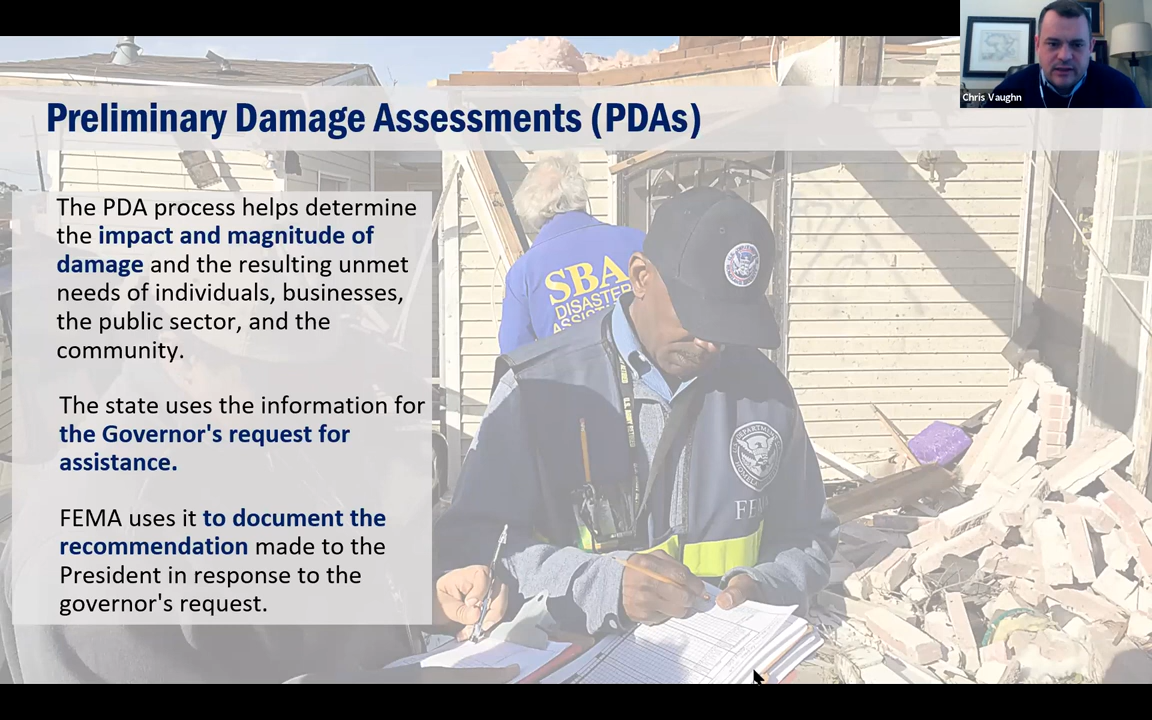 Preliminary Damage Assessments (PDAs)
Chris Vaughn
The PDA process helps determine
the impact and magnitude of
damage and the resulting unmet
needs of individuals, businesses,
the public sector, and the
community.
The state uses the information for
the Governor's request for
assistance.
FEMA uses it to document the
recommendation made to the
President in response to the
governor's request.
SBA
DISASTER